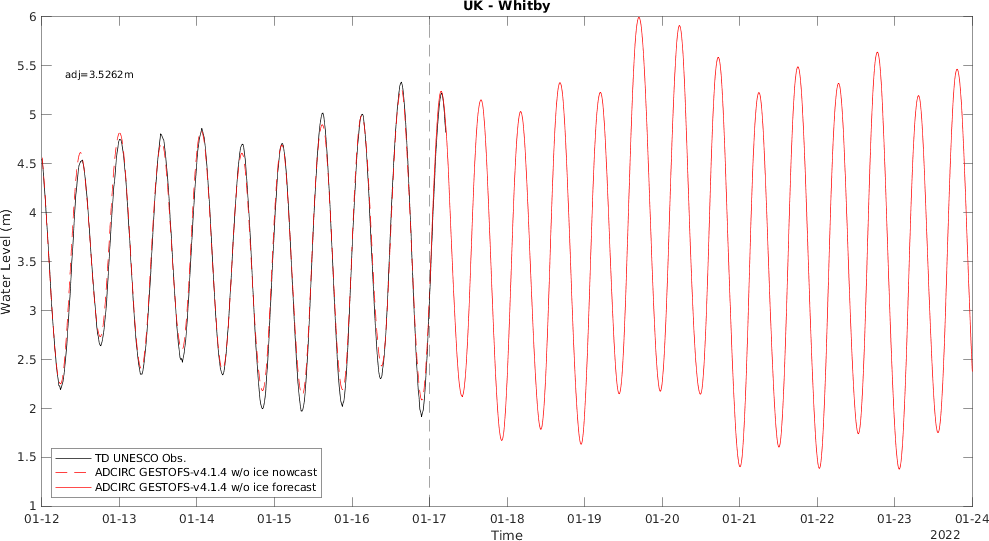 UK - Whitby
adj=3.5262m
6
5.5
5
4.5
4
3.5
3
2.5
2
1.5
1
Water Level (m)
TD UNESCO Obs.
ADCIRC GESTOFS-v4.1.4 w/o ice nowcast
ADCIRC GESTOFS-v4.1.4 w/o ice forecast
01-12 01-13 01-14 01-15 01-16 01-17 01-18 01-19 01-20 01-21 01-22 01-23 01-24
Time
2022